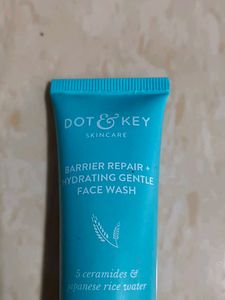 DOT & KEY
SKINCARE
BARRIER REPAIR +
HYDRATING GENTLE
FACE WASH
5 ceramides &
japanese rice water